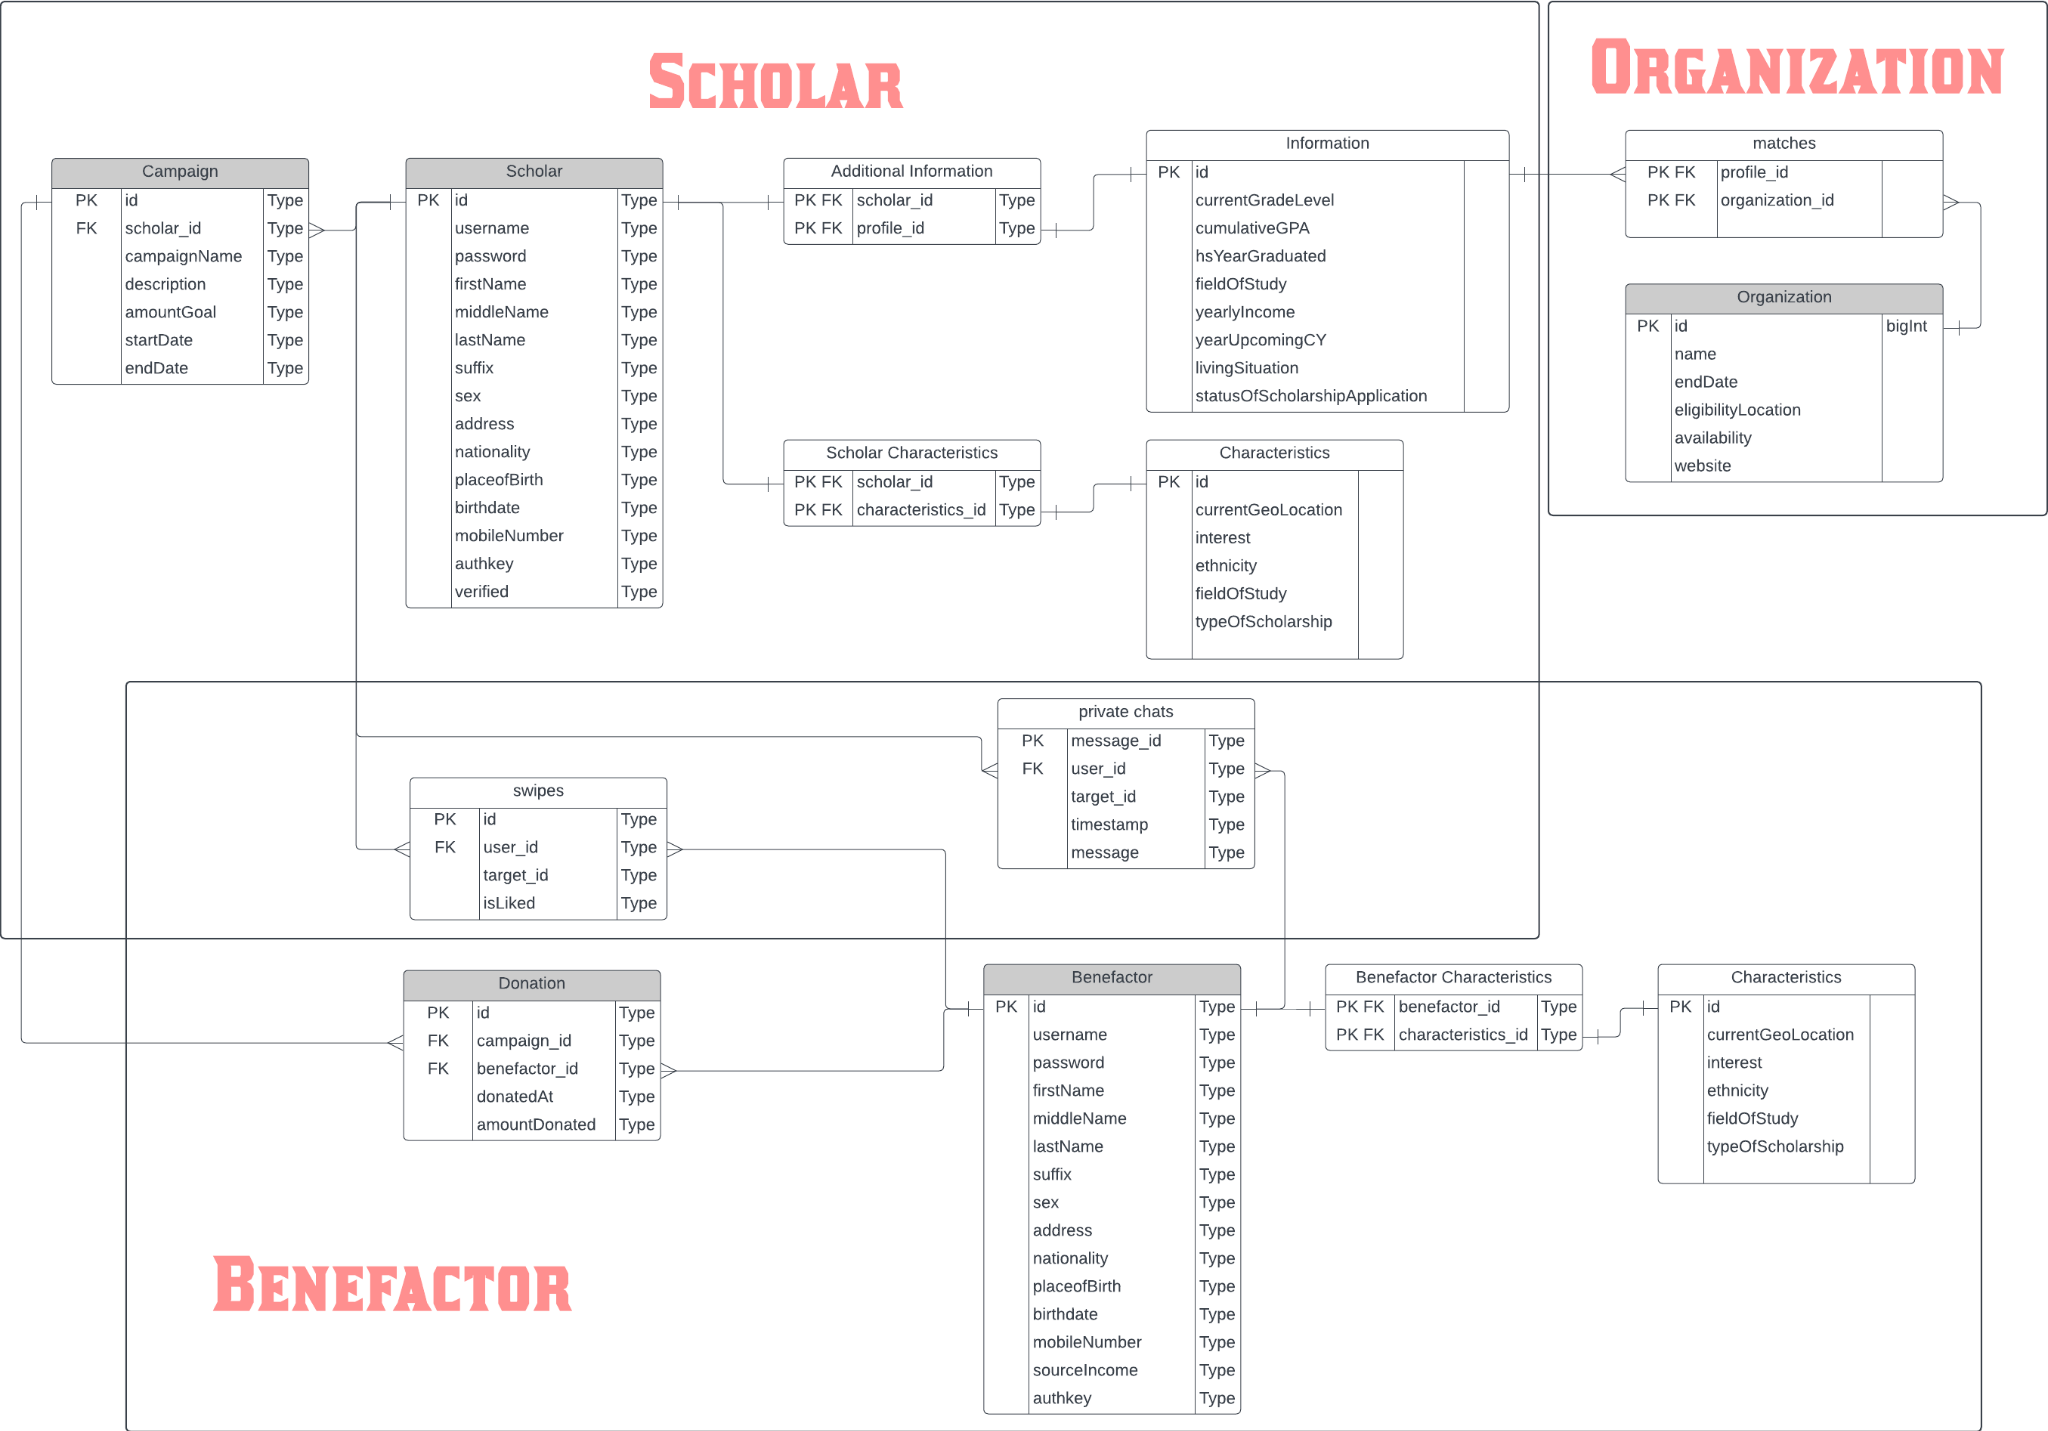 SCHOLAR
ORGANIZATION
Campaign
PK id Type
FK scholar_id Type
campaignName Type
description Type
amountGoal Type
startDate Type
endDate Type
Scholar
PK id Type
username Type
password Type
firstName Type
middleName Type
lastName Type
suffix Type
sex Type
address Type
nationality Type
placeofBirth Type
birthdate Type
mobileNumber Type
authkey Type
verified Type
Additional Information
PK FK scholar_id Type
PK FK profile_id Type
Information
PK id
currentGradeLevel
cumulativeGPA
hsYearGraduated
fieldOfStudy
yearlyIncome
yearUpcomingCY
livingSituation
statusOfScholarshipApplication
matches
PK FK profile_id
PK FK organization_id
Organization
PK id bigInt
name
endDate
eligibilityLocation
availability
website
Scholar Characteristics
PK FK scholar_id Type
PK FK characteristics_id Type
Characteristics
PK id
currentGeoLocation
interest
ethnicity
fieldOfStudy
typeOfScholarship
private chats
PK message_id Type
FK user_id Type
target_id Type
timestamp Type
message Type
swipes
PK id Type
FK user_id Type
target_id Type
isLiked Type
Donation
PK id Type
FK campaign_id Type
FK benefactor_id Type
donatedAt Type
amountDonated Type
Benefactor
PK id Type
username Type
password Type
firstName Type
middleName Type
lastName Type
suffix Type
sex Type
address Type
nationality Type
placeofBirth Type
birthdate Type
mobileNumber Type
sourceIncome Type
authkey Type
Benefactor Characteristics
PK FK benefactor_id Type
PK FK characteristics_id Type
Characteristics
PK id
currentGeoLocation
interest
ethnicity
fieldOfStudy
typeOfScholarship
BENEFACTOR